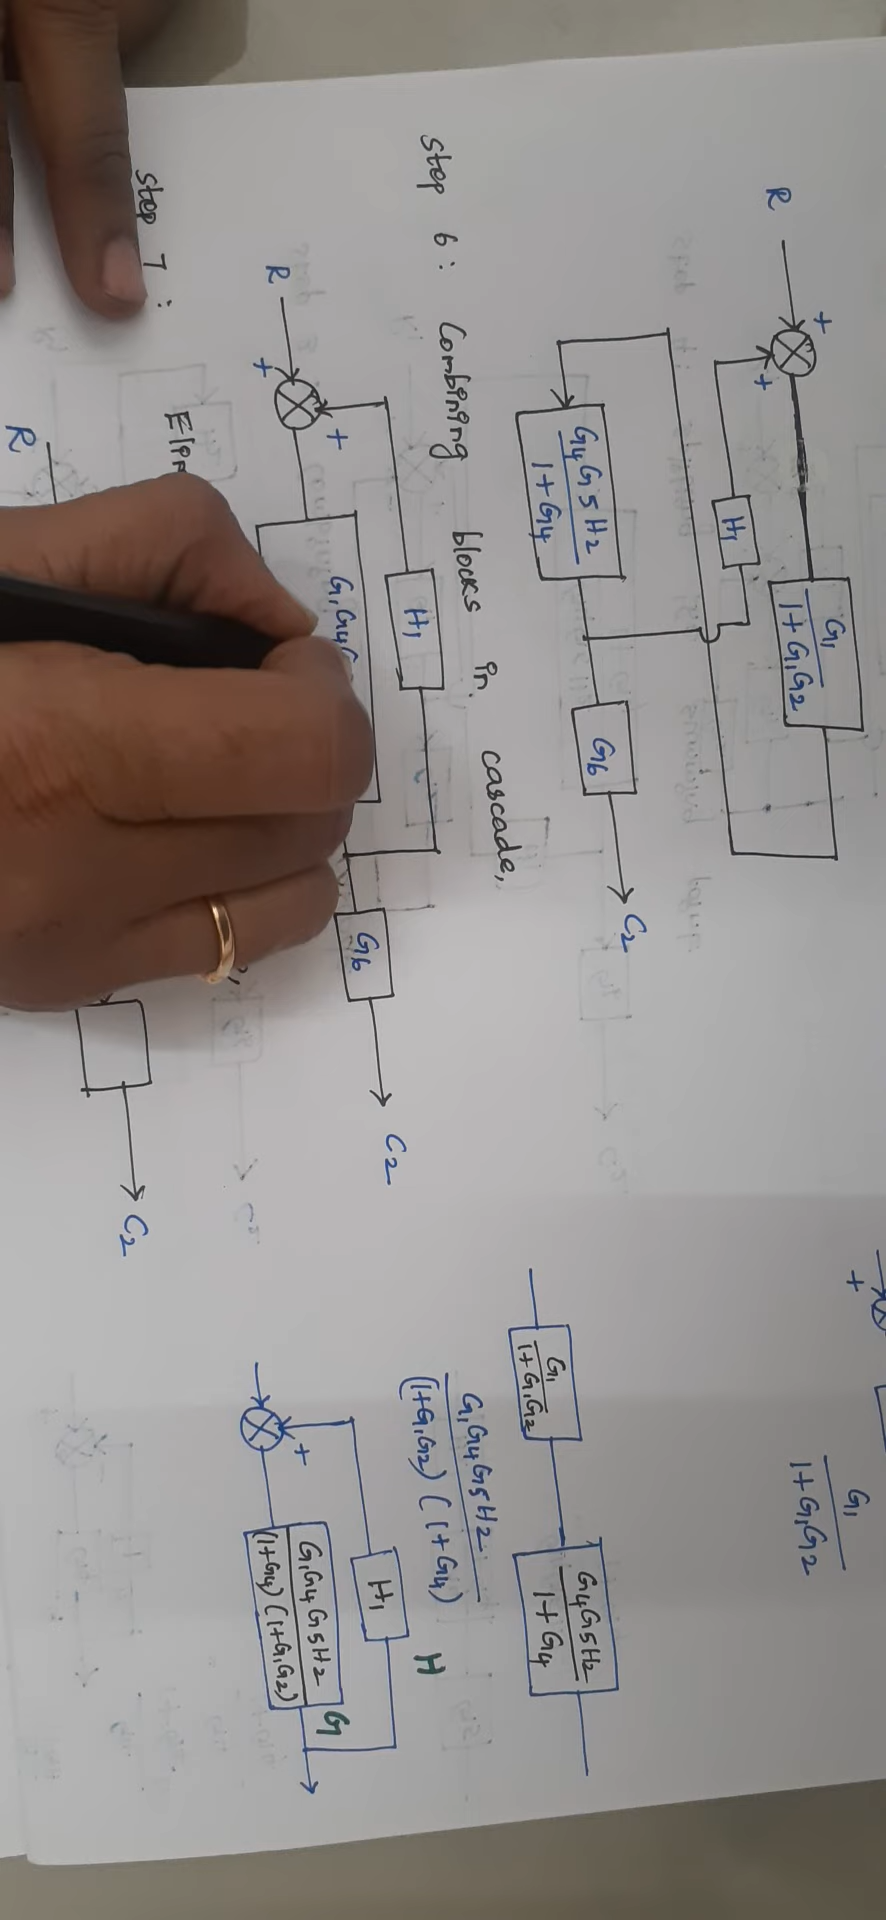 R
+
+
G1
1+G1G2
H1
G4G5H2
1+G4
G6
C2
Step 6: Combining blocks in cascade,
R
+
+
H1
G1G4
G6
C2
Step 7:
R
C2
+
G1
1+G1G2
G1
1+G1G2
G4G5H2
1+G4
G1G4G5H2
(1+G1G2) (1+G4)
+
H1
H
G1G4G5H2
(1+G4) (1+G1G2)
G